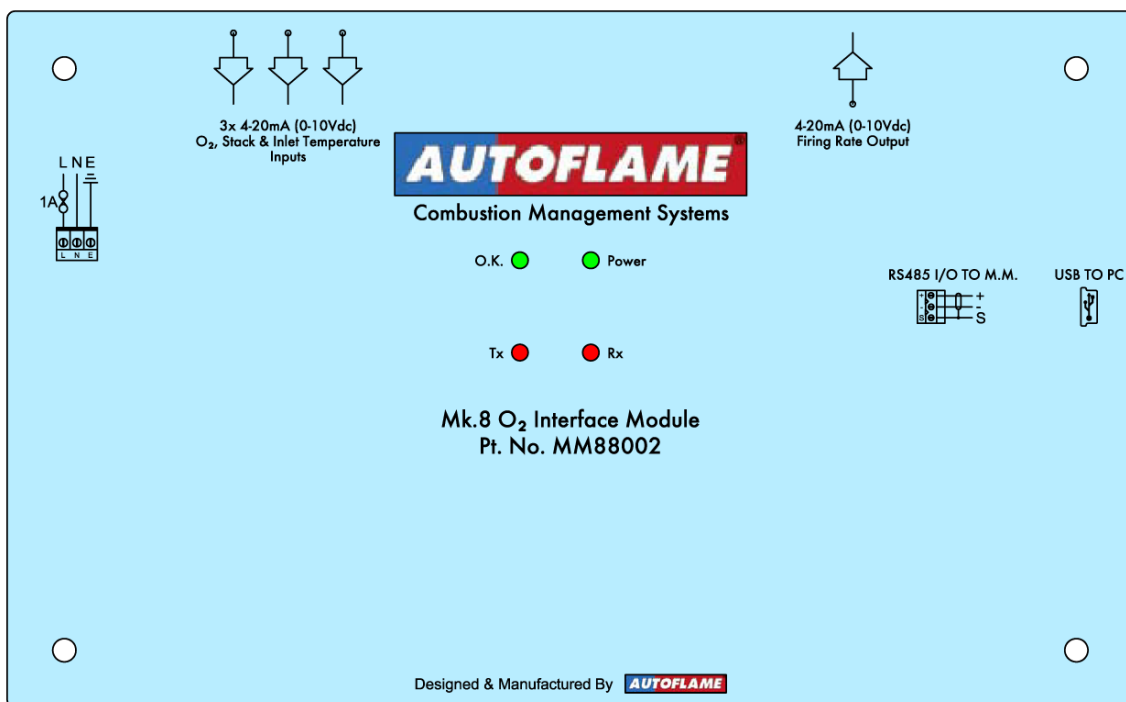 3x 4-20mA (0-10Vdc)
O₂, Stack & Inlet Temperature
Inputs
4-20mA (0-10Vdc)
Firing Rate Output
AUTOFLAME®
Combustion Management Systems
L N E
1A
L N E
O.K.
Power
RS485 I/O TO M.M.
USB TO PC
+ +
- -
S S
Tx
Rx
Mk.8 O₂ Interface Module
Pt. No. MM88002
Designed & Manufactured By AUTOFLAME